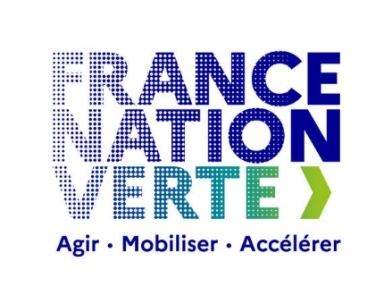 FRANCE
NATION
VERTE
Agir • Mobiliser • Accélérer